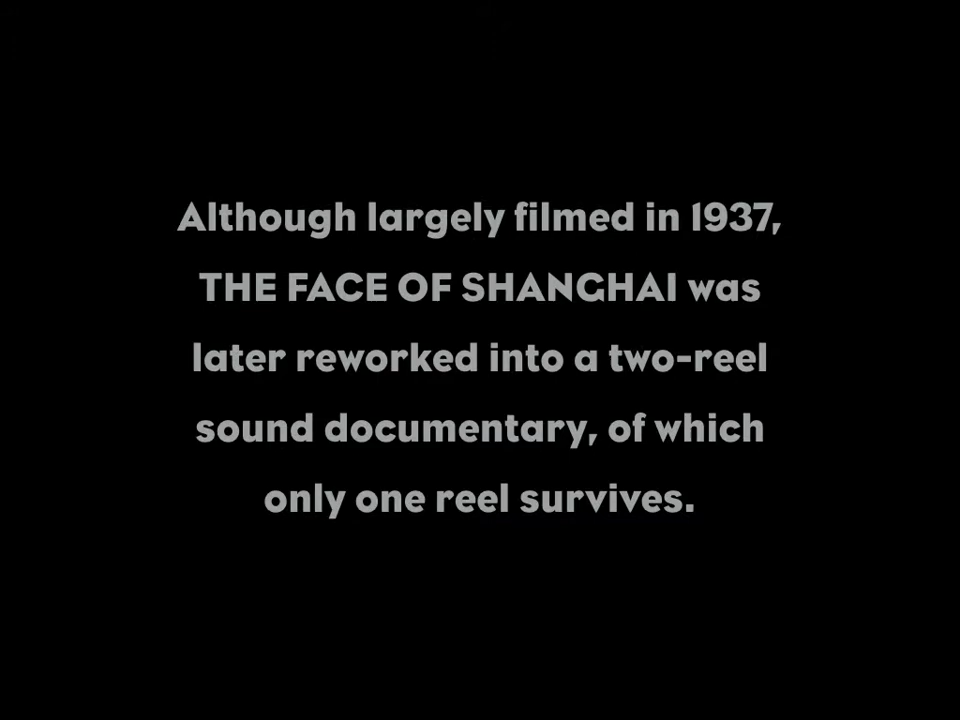 Although largely filmed in 1937,
THE FACE OF SHANGHAI was
later reworked into a two-reel
sound documentary, of which
only one reel survives.